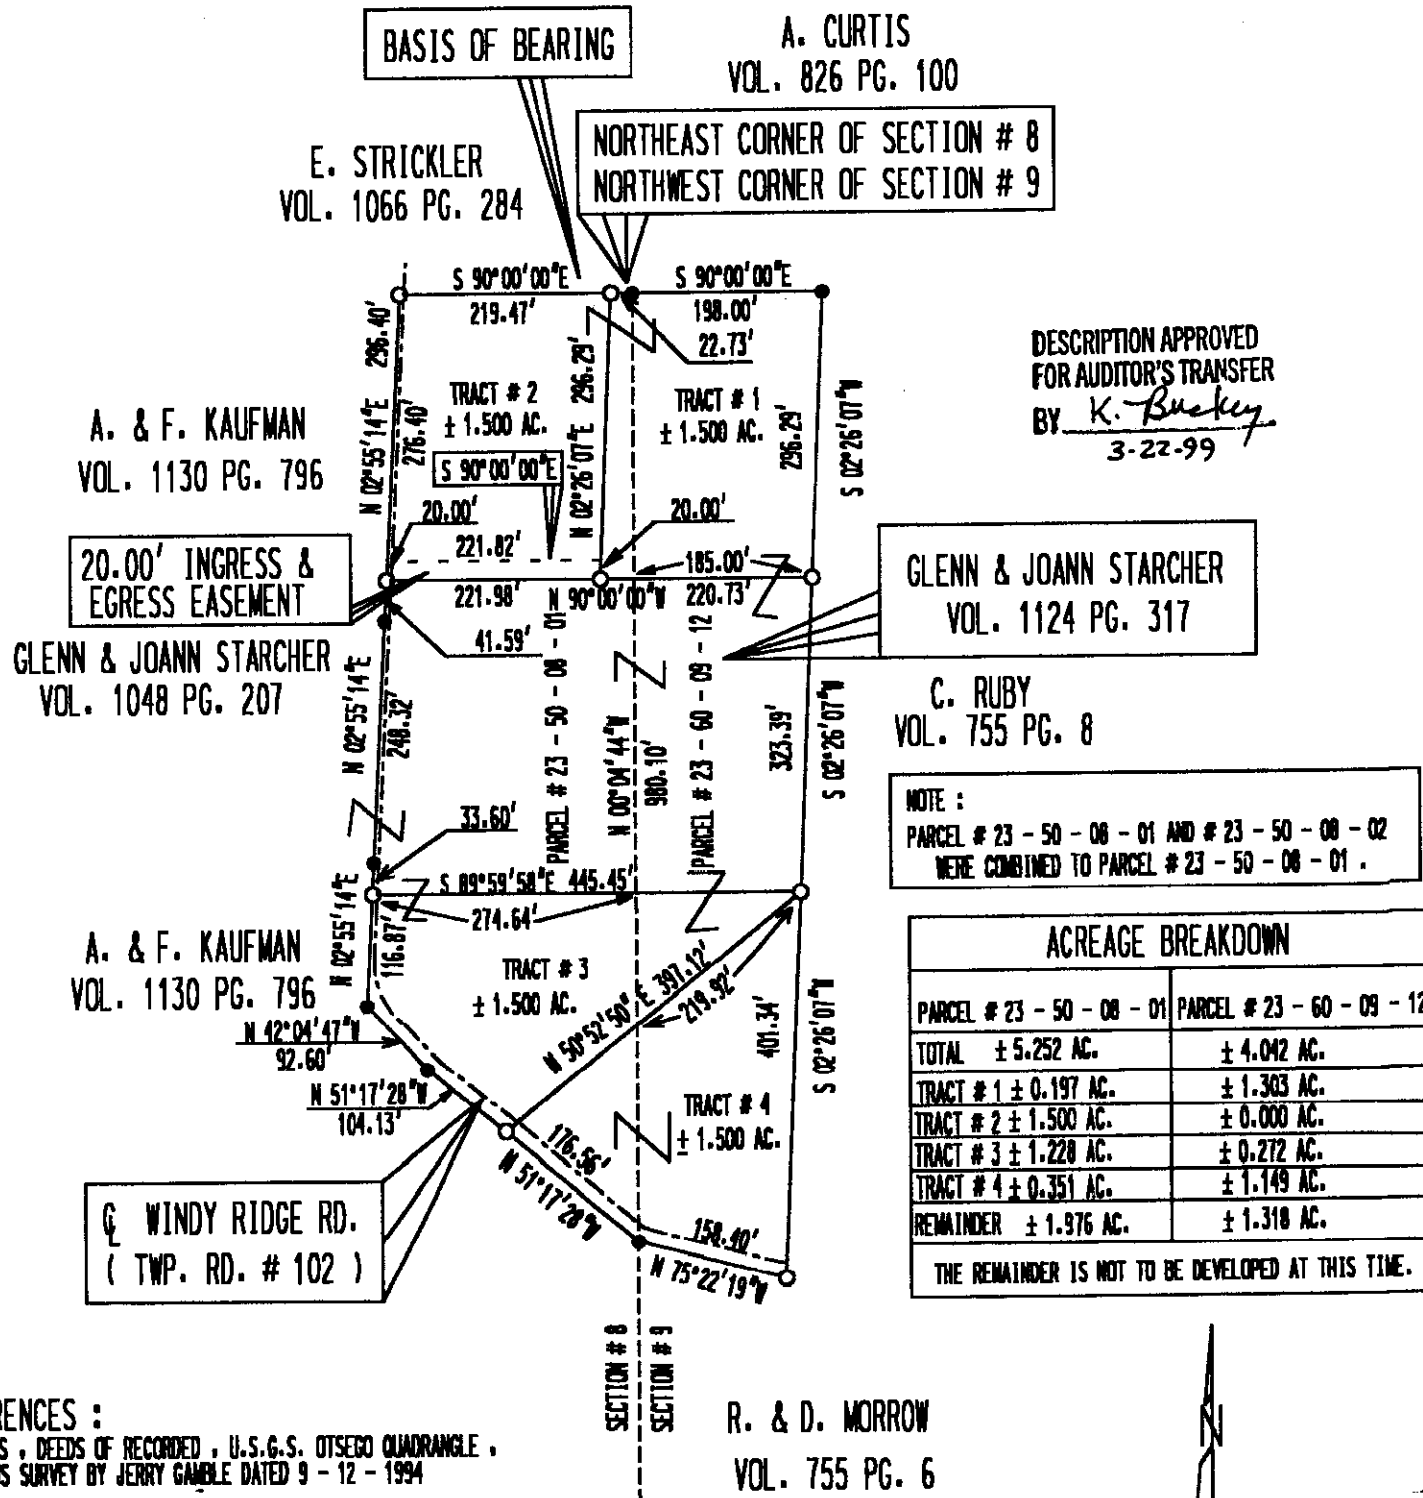 BASIS OF BEARING
A. CURTIS
VOL. 826 PG. 100
NORTHEAST CORNER OF SECTION # 8
NORTHWEST CORNER OF SECTION # 9
E. STRICKLER
VOL. 1066 PG. 284
S 90°00'00"E
219.47'
S 90°00'00"E
198.00'
22.73'
N 02°55'14"E 296.40'
276.40'
TRACT # 2
± 1.500 AC.
S 90°00'00"E
N 02°26'07"E 296.29'
TRACT # 1
± 1.500 AC.
296.29'
S 02°26'07"W
DESCRIPTION APPROVED
FOR AUDITOR'S TRANSFER
BY K. Buskey
3-22-99
A. & F. KAUFMAN
VOL. 1130 PG. 796
20.00'
221.82'
20.00'
185.00'
221.98'
N 90°00'00"W
220.73'
20.00' INGRESS &
EGRESS EASEMENT
41.59'
GLENN & JOANN STARCHER
VOL. 1124 PG. 317
GLENN & JOANN STARCHER
VOL. 1048 PG. 207
N 02°55'14"E
248.32'
PARCEL # 23 - 50 - 08 - 01
N 00°04'44"W
980.10'
PARCEL # 23 - 60 - 09 - 12
323.39'
S 02°26'07"W
C. RUBY
VOL. 755 PG. 8
NOTE :
PARCEL # 23 - 50 - 08 - 01 AND # 23 - 50 - 08 - 02
WERE COMBINED TO PARCEL # 23 - 50 - 08 - 01 .
33.60'
S 89°59'58"E 445.45'
274.64'
N 02°55'14"E
116.87'
A. & F. KAUFMAN
VOL. 1130 PG. 796
TRACT # 3
± 1.500 AC.
N 50°52'50"E 397.12'
219.92'
401.34'
S 02°26'07"W
N 42°04'47"W
92.60'
N 51°17'28"W
104.13'
TRACT # 4
± 1.500 AC.
176.56'
N 51°17'28"W
158.40'
N 75°22'19"W
℄ WINDY RIDGE RD.
( TWP. RD. # 102 )
ACREAGE BREAKDOWN
PARCEL # 23 - 50 - 08 - 01 PARCEL # 23 - 60 - 09 - 12
TOTAL ± 5.252 AC. ± 4.042 AC.
TRACT # 1 ± 0.197 AC. ± 1.303 AC.
TRACT # 2 ± 1.500 AC. ± 0.000 AC.
TRACT # 3 ± 1.228 AC. ± 0.272 AC.
TRACT # 4 ± 0.351 AC. ± 1.149 AC.
REMAINDER ± 1.976 AC. ± 1.318 AC.
THE REMAINDER IS NOT TO BE DEVELOPED AT THIS TIME.
SECTION # 8
SECTION # 9
R. & D. MORROW
VOL. 755 PG. 6
N
RENCES :
S , DEEDS OF RECORDED , U.S.G.S. OTSEGO QUADRANGLE ,
S SURVEY BY JERRY GAMBLE DATED 9 - 12 - 1994